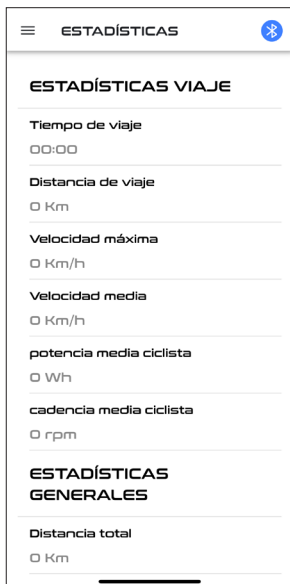 ESTADÍSTICAS
ESTADÍSTICAS VIAJE
Tiempo de viaje
00:00
Distancia de viaje
0 Km
Velocidad máxima
0 Km/h
Velocidad media
0 Km/h
potencia media ciclista
0 Wh
cadencia media ciclista
0 rpm
ESTADÍSTICAS
GENERALES
Distancia total
0 Km